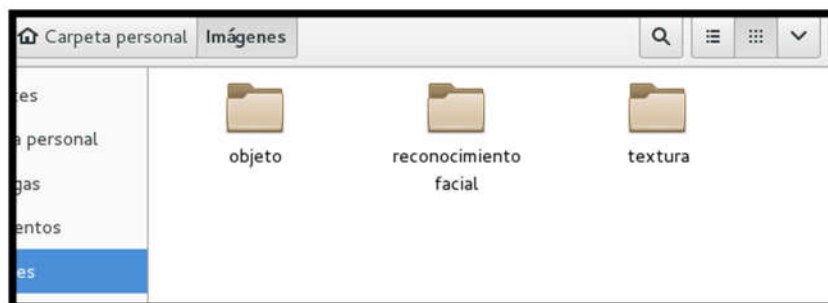 Carpeta personal Imágenes
tes
a personal
gas
entos
es
objeto
reconocimiento
facial
textura